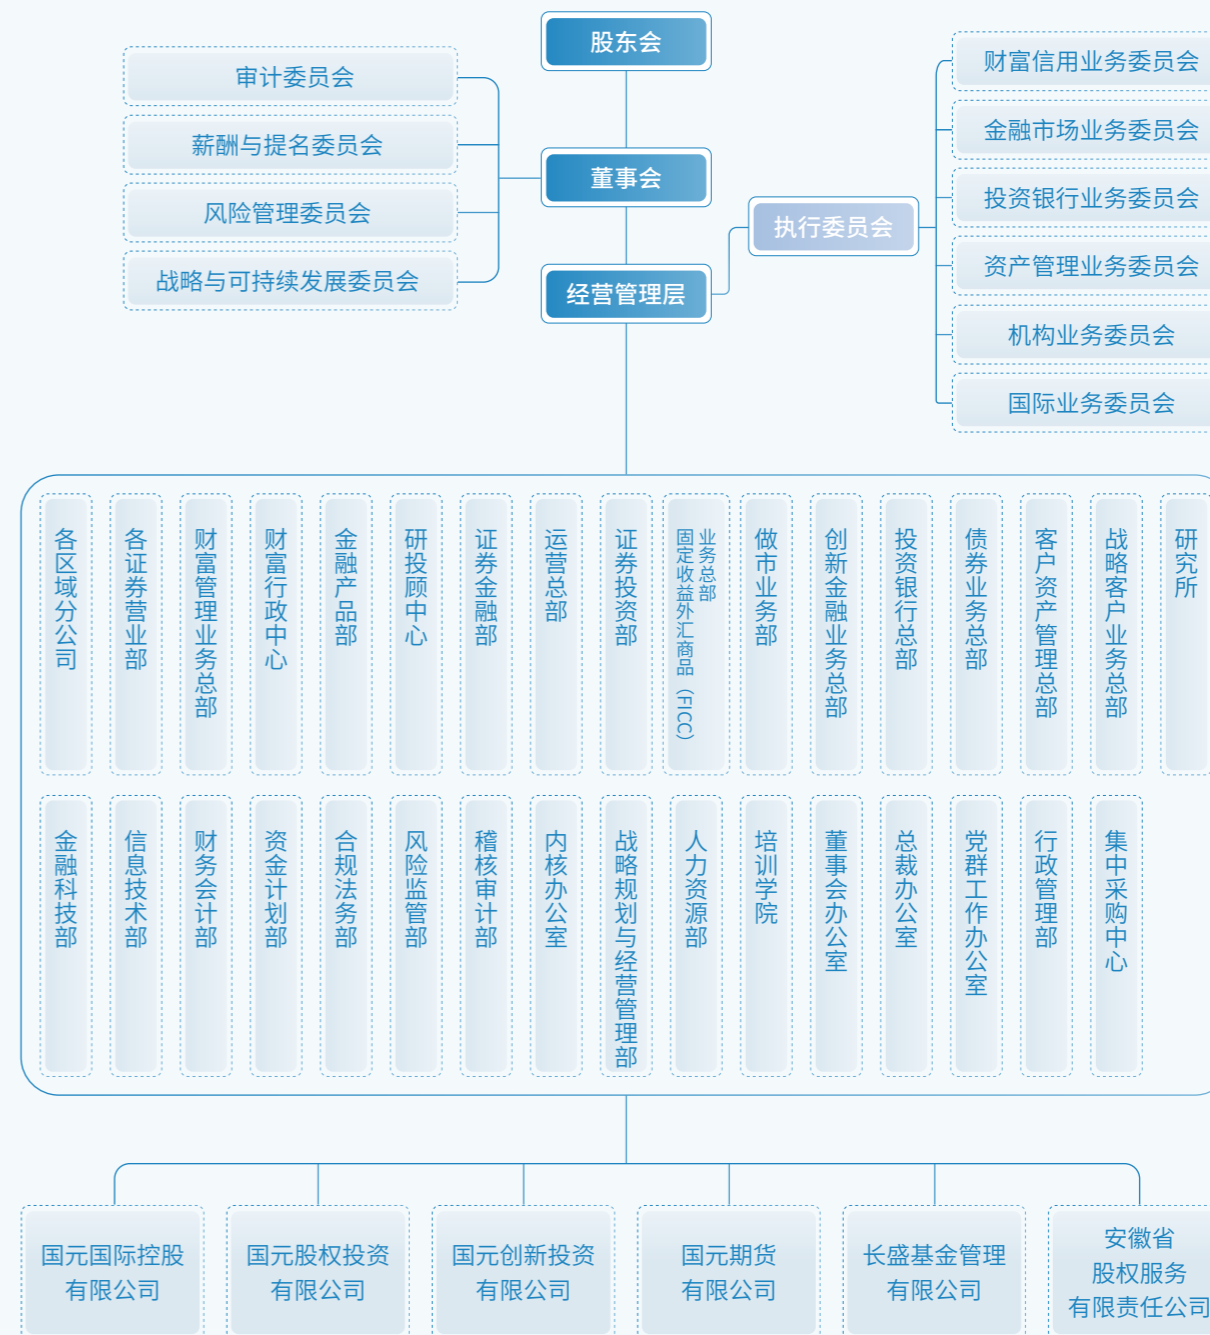 股东会
审计委员会
薪酬与提名委员会
风险管理委员会
战略与可持续发展委员会
董事会
经营管理层
执行委员会
财富信用业务委员会
金融市场业务委员会
投资银行业务委员会
资产管理业务委员会
机构业务委员会
国际业务委员会
各区域分公司
各证券营业部
财富管理业务总部
财富行政中心
金融产品部
研投顾中心
证券金融部
运营总部
证券投资部
固定收益外汇商品（FICC）
业务总部
做市业务部
创新金融业务总部
投资银行总部
债券业务总部
客户资产管理总部
战略客户业务总部
研究所
金融科技部
信息技术部
财务会计部
资金计划部
合规法务部
风险监管部
稽核审计部
内核办公室
战略规划与经营管理部
人力资源部
培训学院
董事会办公室
总裁办公室
党群工作办公室
行政管理部
集中采购中心
国元国际控股
有限公司
国元股权投资
有限公司
国元创新投资
有限公司
国元期货
有限公司
长盛基金管理
有限公司
安徽省
股权服务
有限责任公司